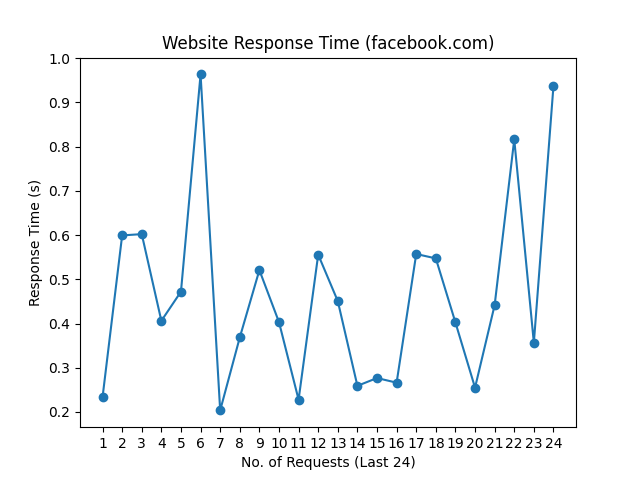 Website Response Time (facebook.com)
1.0
0.9
0.8
0.7
0.6
0.5
0.4
0.3
0.2
Response Time (s)
1 2 3 4 5 6 7 8 9 10 11 12 13 14 15 16 17 18 19 20 21 22 23 24
No. of Requests (Last 24)